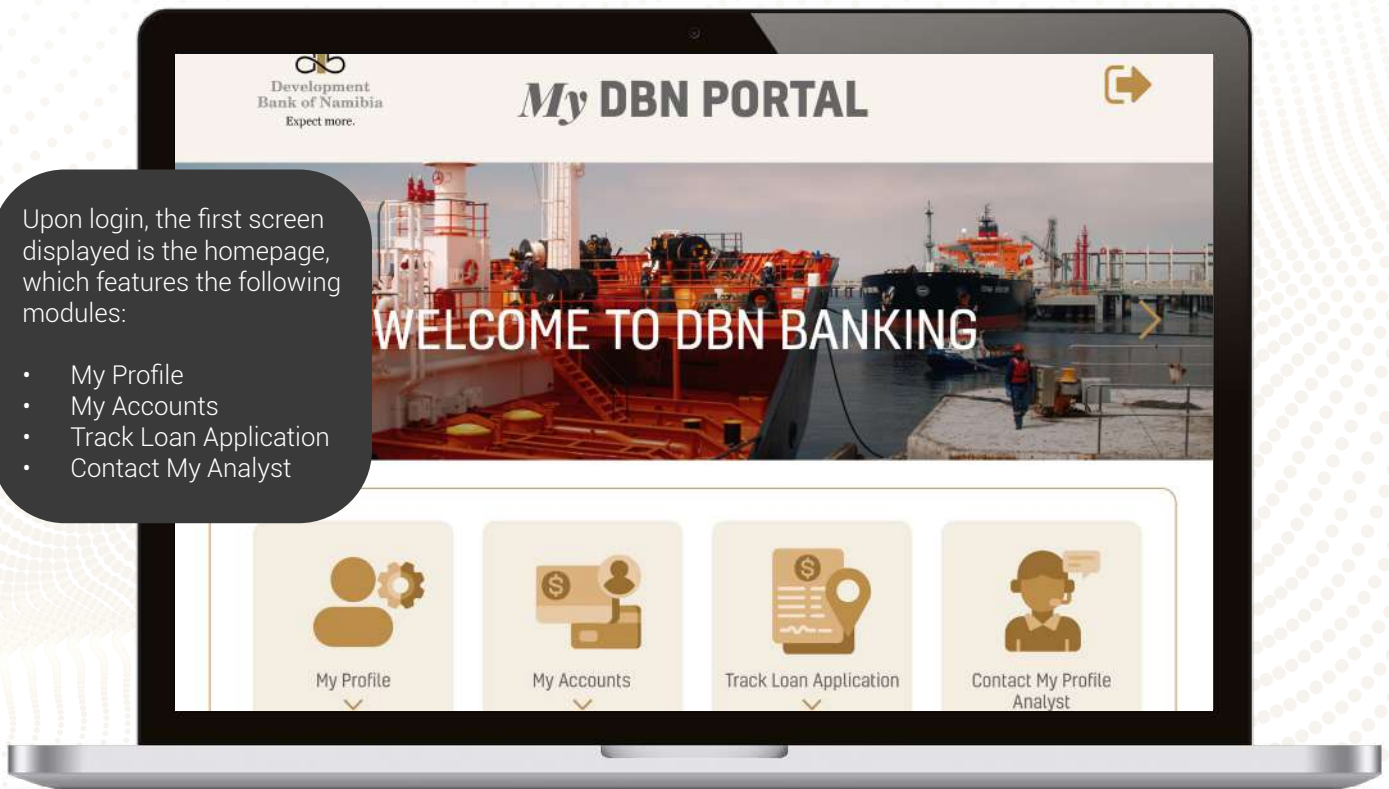 Development
Bank of Namibia
Expect more.
My DBN PORTAL
Upon login, the first screen
displayed is the homepage,
which features the following
modules:
• My Profile
• My Accounts
• Track Loan Application
• Contact My Analyst
WELCOME TO DBN BANKING
My Profile
My Accounts
Track Loan Application
Contact My Profile
Analyst